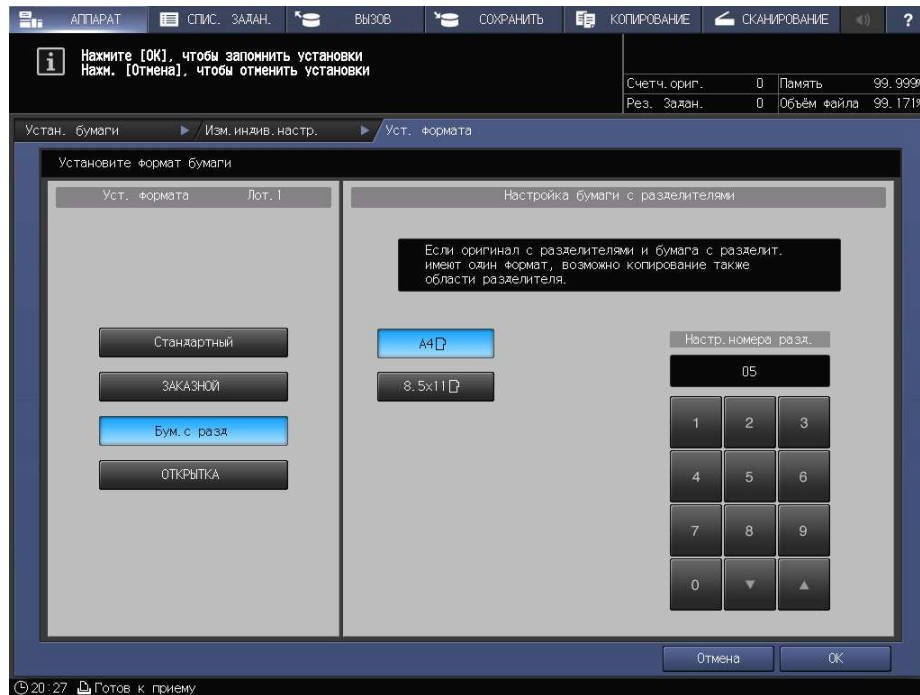 АППАРАТ СПИС. ЗАДАН. ВЫЗОВ СОХРАНИТЬ КОПИРОВАНИЕ СКАНИРОВАНИЕ ?
Нажмите [OK], чтобы запомнить установки
Нажм. [Отмена], чтобы отменить установки
Счетч.ориг. 0 Память 99.999%
Рез. Задан. 0 Объём файла 99.171%
Устан. бумаги Изм.индив.настр. Уст. формата
Установите формат бумаги
Уст. формата Лот.1
Настройка бумаги с разделителями
Если оригинал с разделителями и бумага с разделит.
имеют один формат, возможно копирование также
области разделителя.
Стандартный
ЗАКАЗНОЙ
Бум.с разд
ОТКРЫТКА
A4
8.5x11
Настр.номера разд.
05
1 2 3
4 5 6
7 8 9
0 ▼ ▲
Отмена OK
20:27 Готов к приему